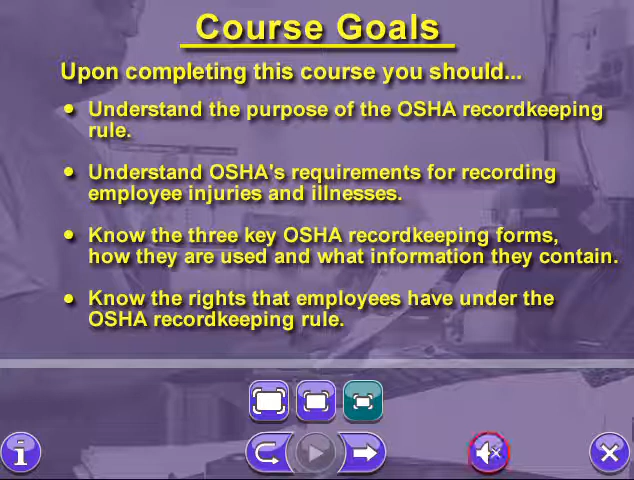 Course Goals
Upon completing this course you should...
• Understand the purpose of the OSHA recordkeeping
rule.
• Understand OSHA's requirements for recording
employee injuries and illnesses.
• Know the three key OSHA recordkeeping forms,
how they are used and what information they contain.
• Know the rights that employees have under the
OSHA recordkeeping rule.